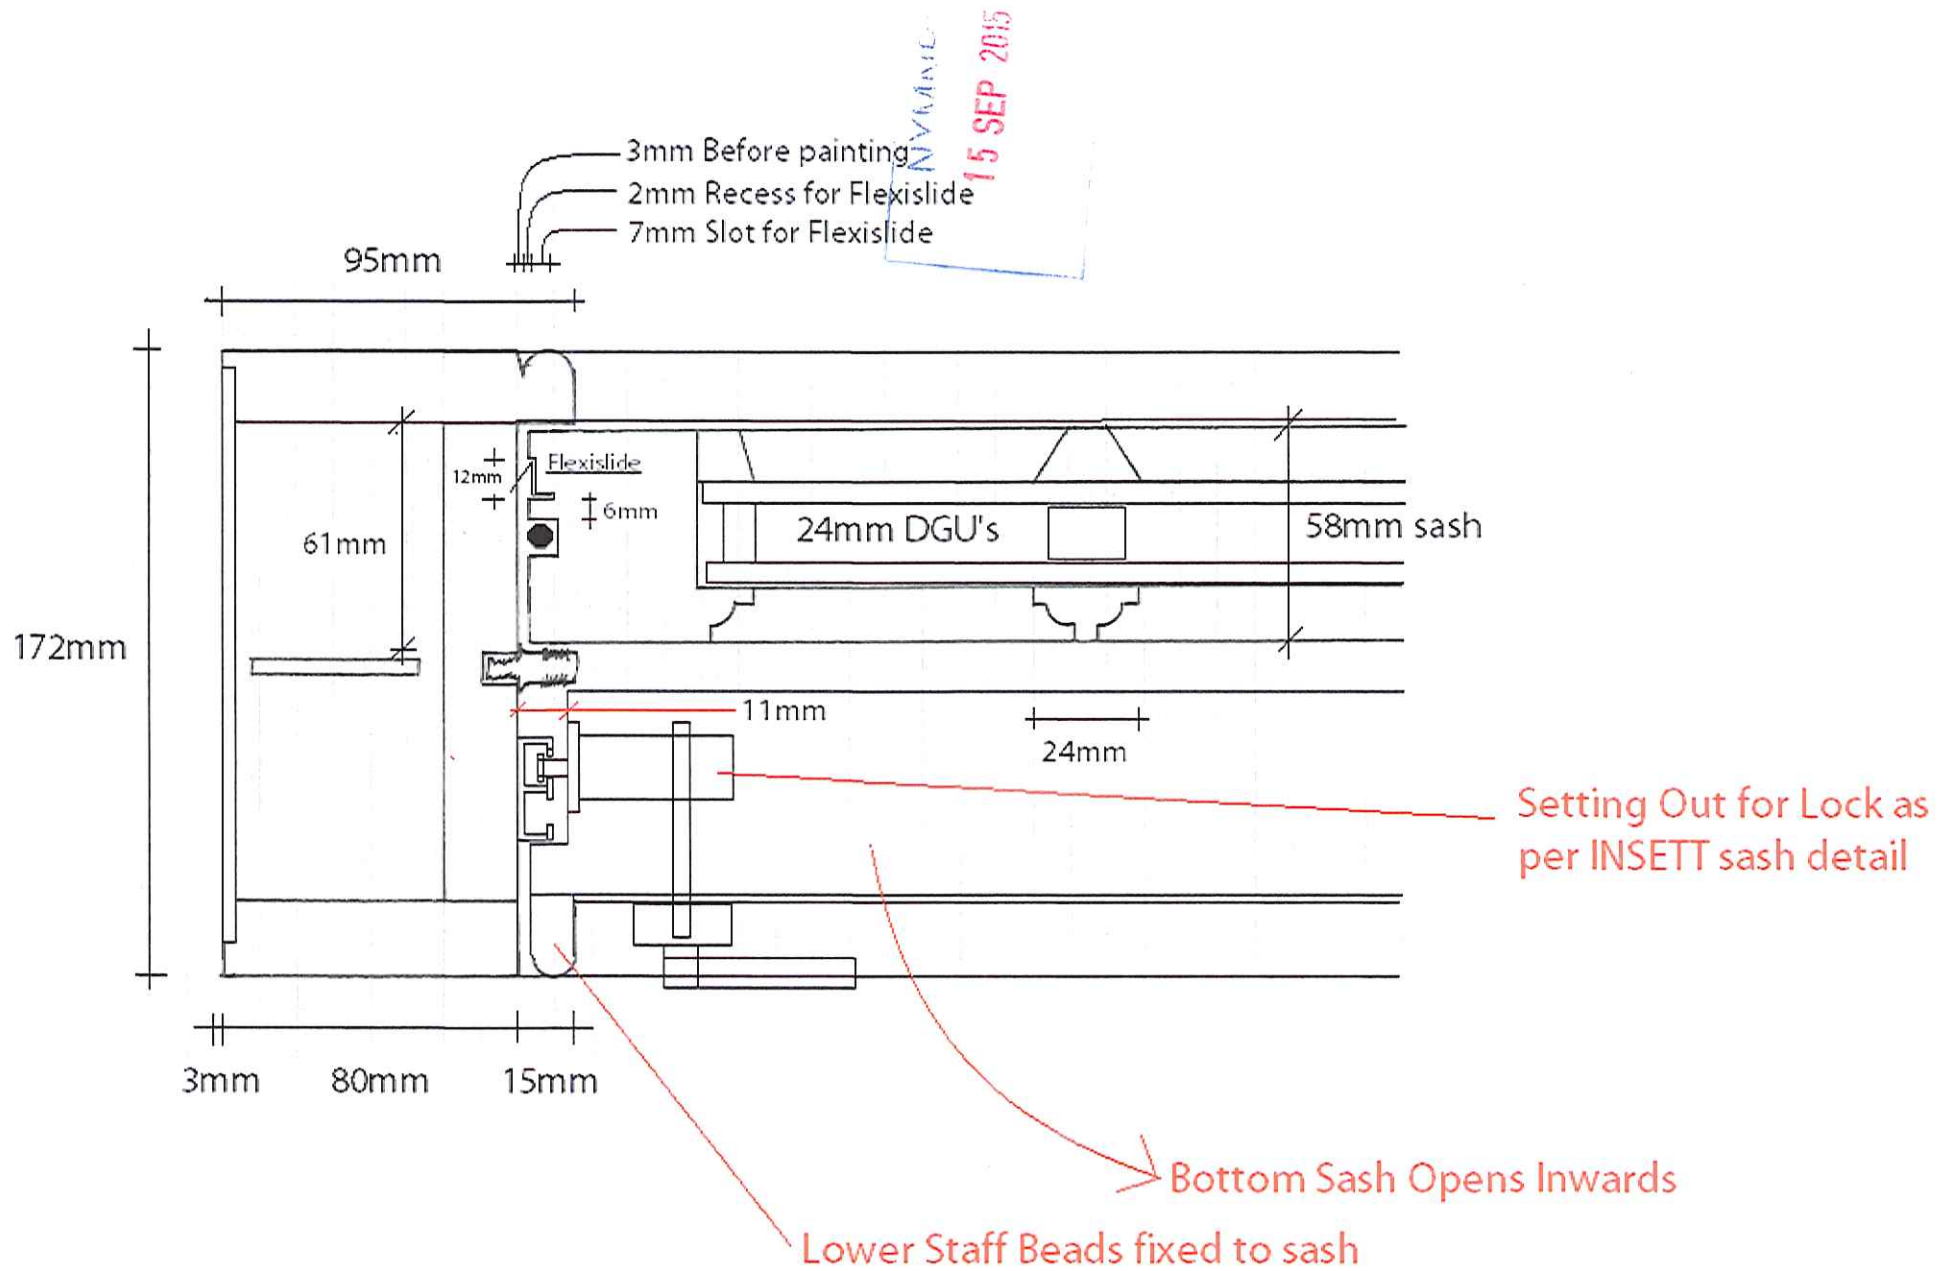 15 SEP 2015
3mm Before painting
2mm Recess for Flexislide
7mm Slot for Flexislide
95mm
Flexislide
12mm
6mm
24mm DGU's
58mm sash
61mm
172mm
11mm
24mm
Setting Out for Lock as
per INSETT sash detail
3mm 80mm 15mm
Bottom Sash Opens Inwards
Lower Staff Beads fixed to sash